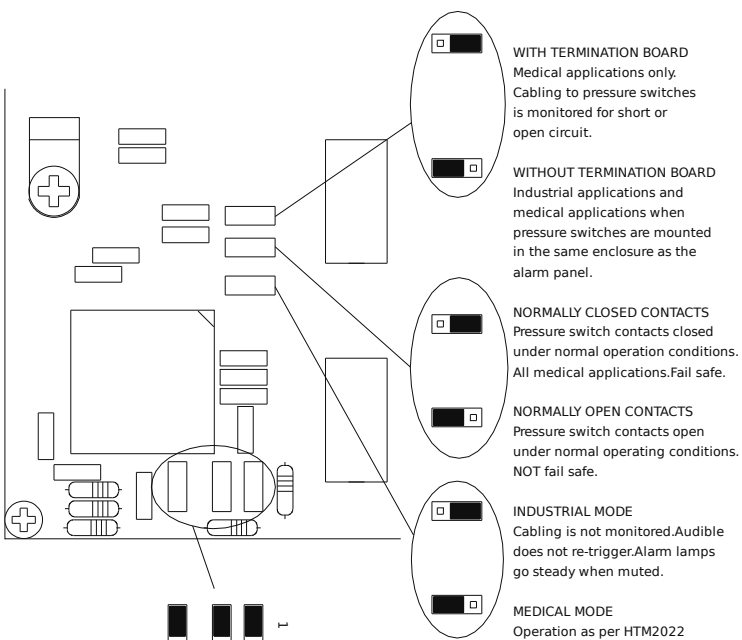 WITH TERMINATION BOARD
Medical applications only.
Cabling to pressure switches
is monitored for short or
open circuit.
WITHOUT TERMINATION BOARD
Industrial applications and
medical applications when
pressure switches are mounted
in the same enclosure as the
alarm panel.
NORMALLY CLOSED CONTACTS
Pressure switch contacts closed
under normal operation conditions.
All medical applications.Fail safe.
NORMALLY OPEN CONTACTS
Pressure switch contacts open
under normal operating conditions.
NOT fail safe.
INDUSTRIAL MODE
Cabling is not monitored.Audible
does not re-trigger.Alarm lamps
go steady when muted.
MEDICAL MODE
Operation as per HTM2022
1